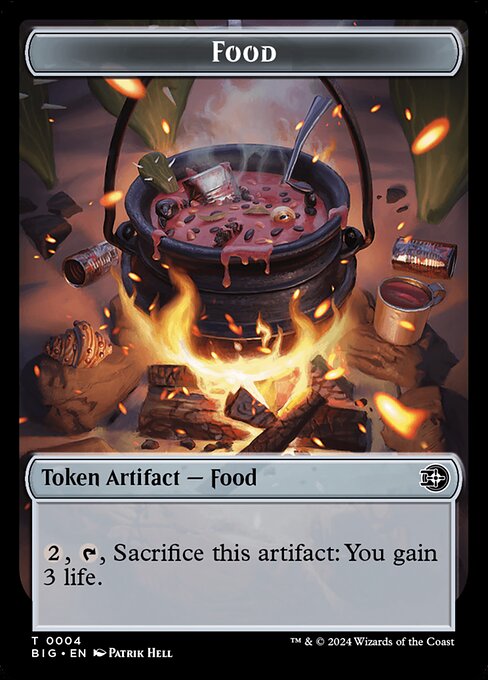 Food
Token Artifact — Food
2, T, Sacrifice this artifact: You gain
3 life.
T 0004
BIG • EN Patrik Hell
™ & © 2024 Wizards of the Coast